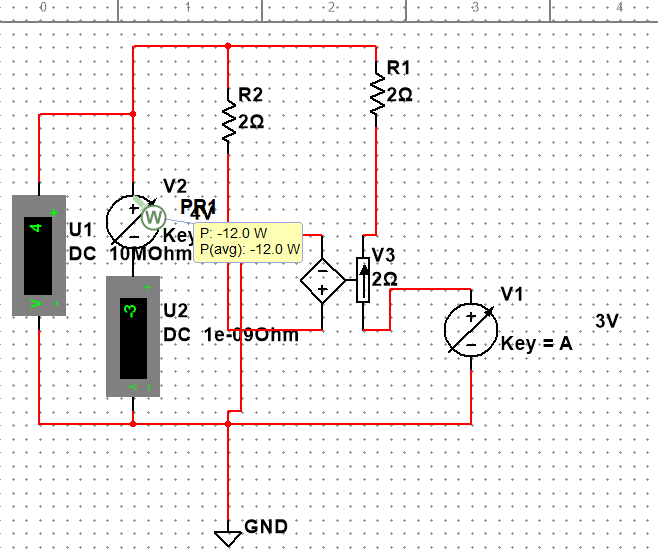 0 1 2 3 4
R1
2Ω
R2
2Ω
V2
PR1
4V
Key
P: -12.0 W
P(avg): -12.0 W
4
U1
DC 10MOhm
V3
2Ω
V1
3V
Key = A
-3
U2
DC 1e-09Ohm
GND